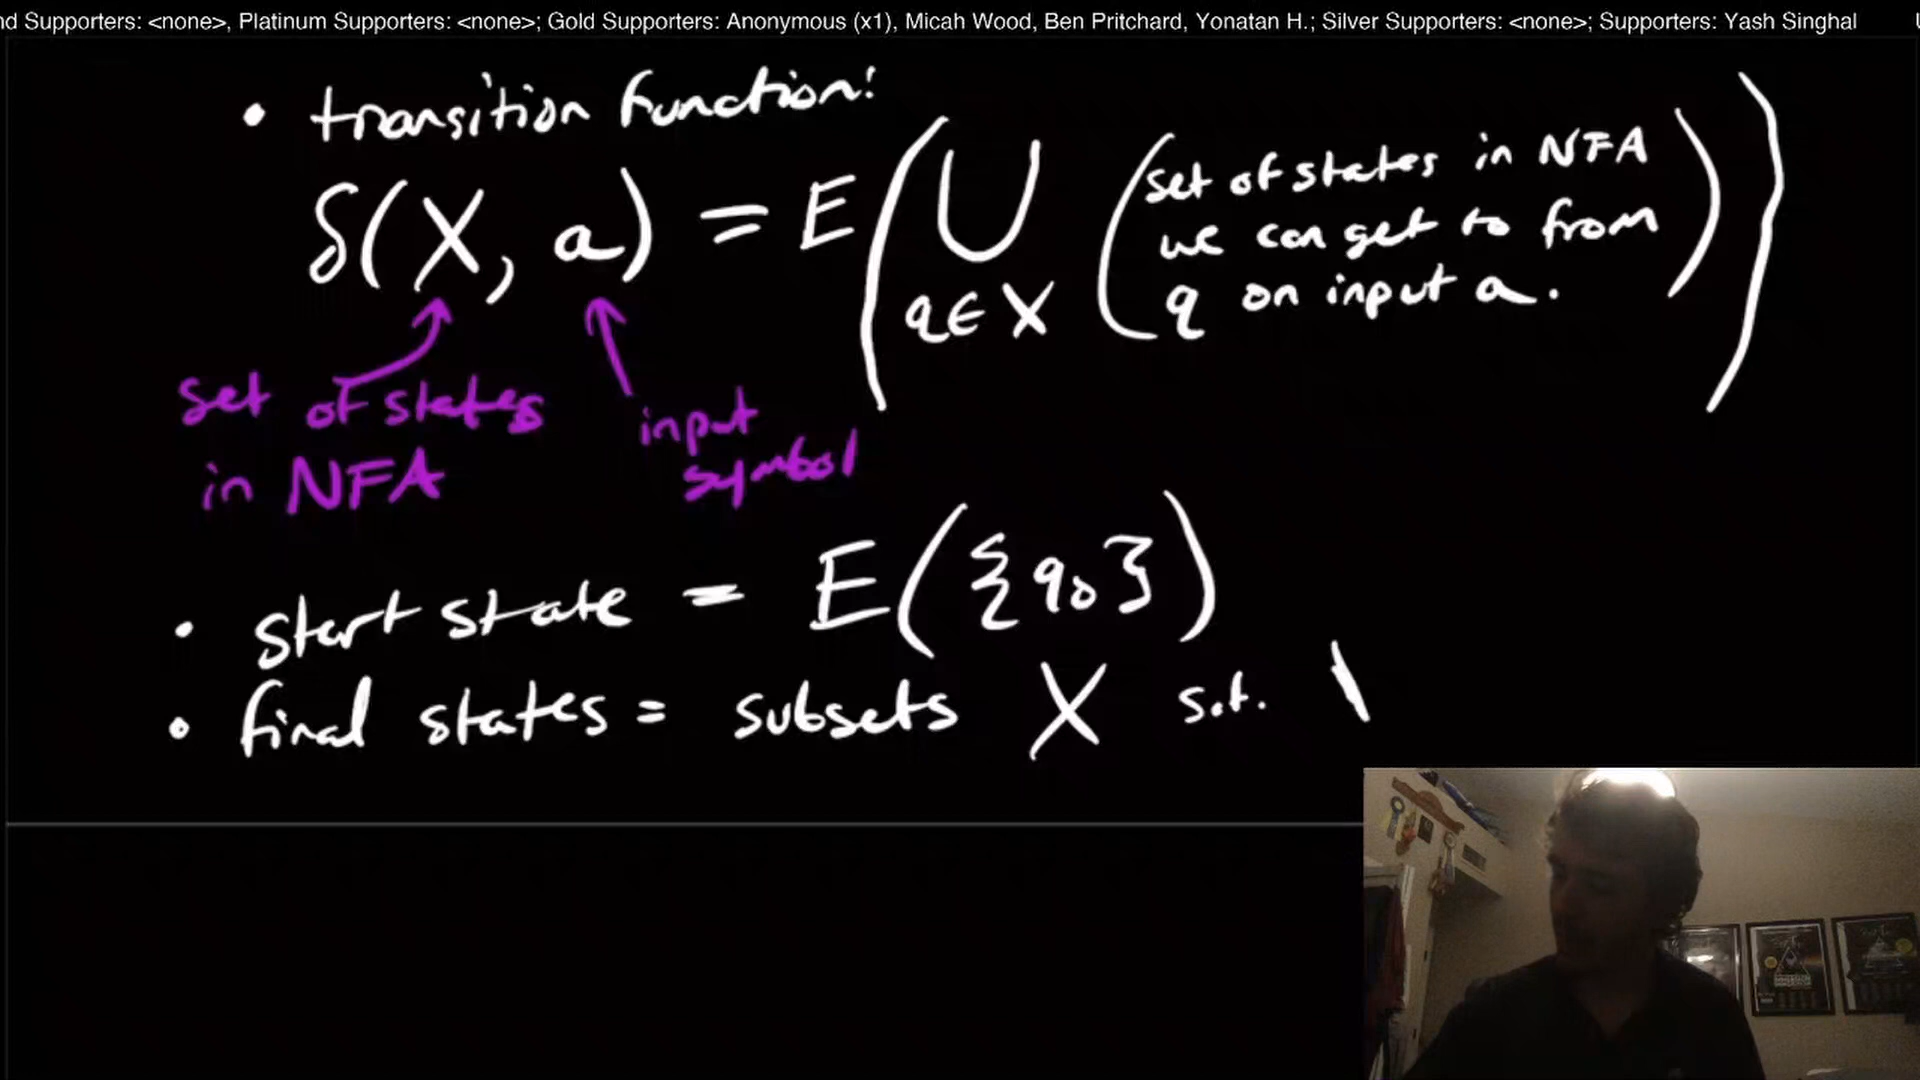 nd Supporters: <none>, Platinum Supporters: <none>; Gold Supporters: Anonymous (x1), Micah Wood, Ben Pritchard, Yonatan H.; Silver Supporters: <none>; Supporters: Yash Singhal
• transition function:
δ(X, a) = E(⋃ q∈X (set of states in NFA
we can get to from
q on input a.))
set of states
in NFA
input
symbol
• start state = E({q0})
• final states = subsets X s.t. \